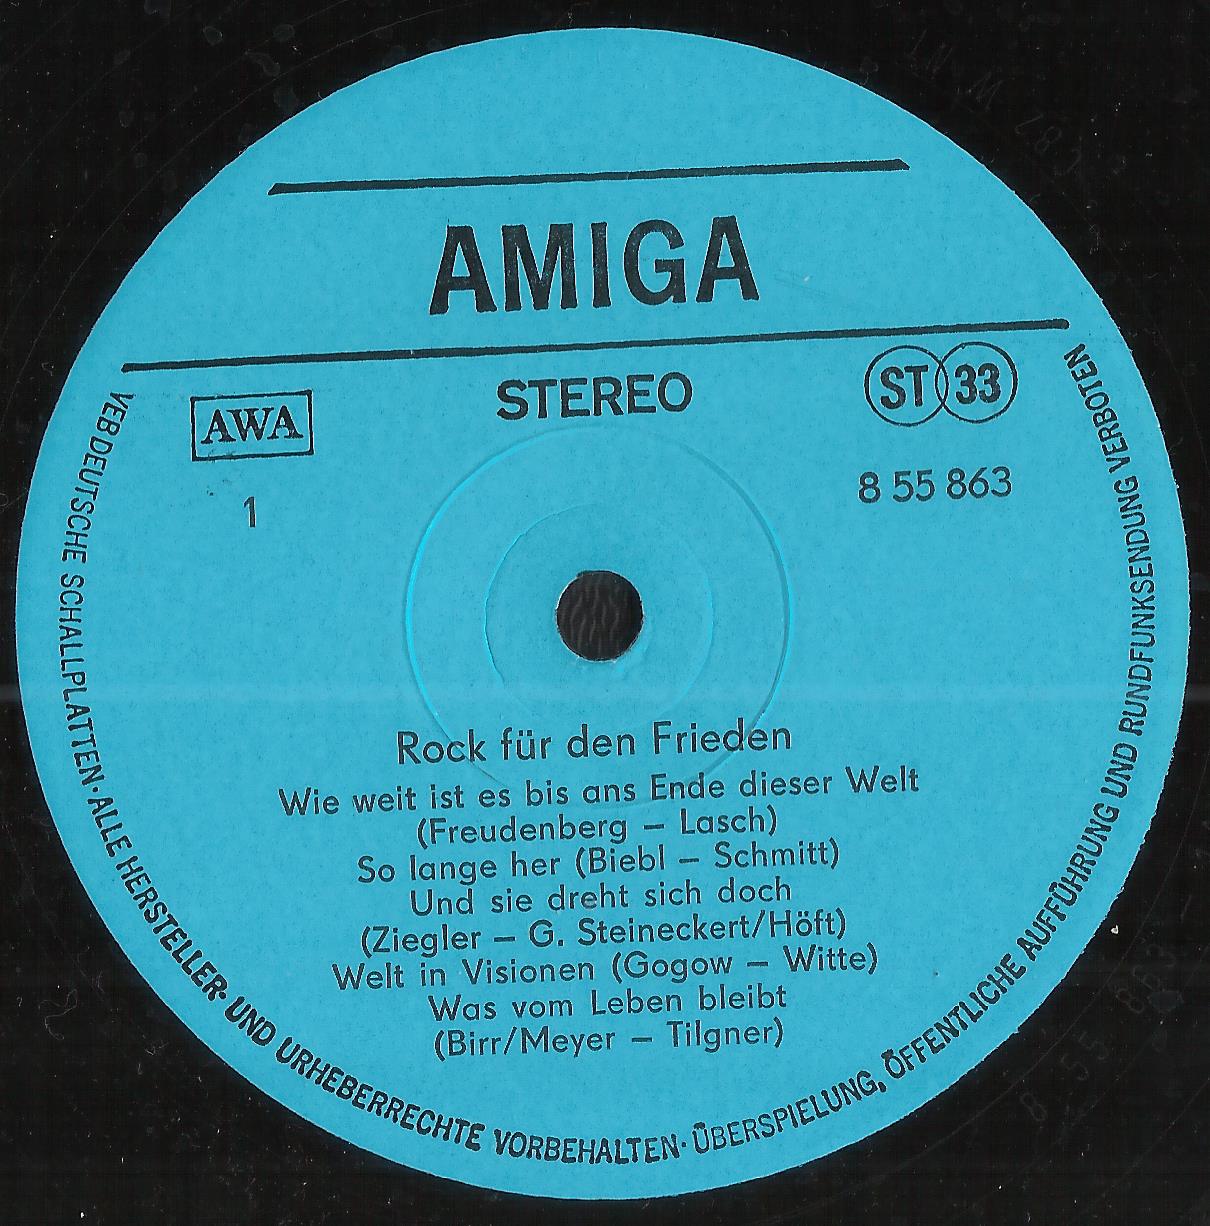 AMIGA
STEREO
AWA
ST 33
1
8 55 863
Rock für den Frieden
Wie weit ist es bis ans Ende dieser Welt
(Freudenberg – Lasch)
So lange her (Biebl – Schmitt)
Und sie dreht sich doch
(Ziegler – G. Steineckert/Höft)
Welt in Visionen (Gogow – Witte)
Was vom Leben bleibt
(Birr/Meyer – Tilgner)
VEB DEUTSCHE SCHALLPLATTEN·ALLE HERSTELLER- UND URHEBERRECHTE VORBEHALTEN·ÜBERSPIELUNG, ÖFFENTLICHE AUFFÜHRUNG UND RUNDFUNKSENDUNG VERBOTEN
8 55 863